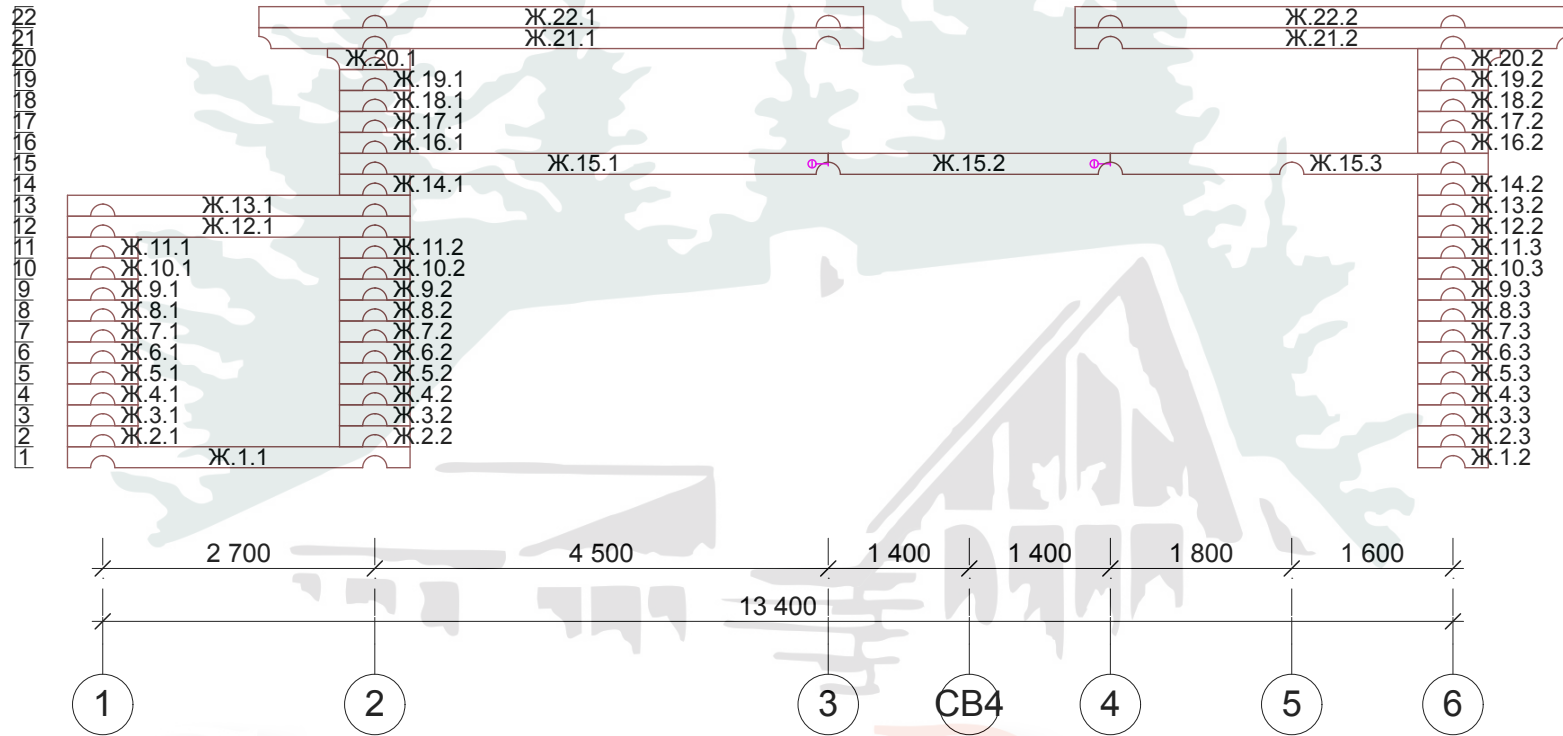 22 Ж.22.1 Ж.22.2
21 Ж.21.1 Ж.21.2
20 Ж.20.1 Ж.20.2
19 Ж.19.1 Ж.19.2
18 Ж.18.1 Ж.18.2
17 Ж.17.1 Ж.17.2
16 Ж.16.1 Ж.16.2
15 Ж.15.1 Ж.15.2 Ж.15.3
14 Ж.14.1 Ж.14.2
13 Ж.13.1 Ж.13.2
12 Ж.12.1 Ж.12.2
11 Ж.11.1 Ж.11.2 Ж.11.3
10 Ж.10.1 Ж.10.2 Ж.10.3
9 Ж.9.1 Ж.9.2 Ж.9.3
8 Ж.8.1 Ж.8.2 Ж.8.3
7 Ж.7.1 Ж.7.2 Ж.7.3
6 Ж.6.1 Ж.6.2 Ж.6.3
5 Ж.5.1 Ж.5.2 Ж.5.3
4 Ж.4.1 Ж.4.2 Ж.4.3
3 Ж.3.1 Ж.3.2 Ж.3.3
2 Ж.2.1 Ж.2.2 Ж.2.3
1 Ж.1.1 Ж.1.2
2 700 4 500 1 400 1 400 1 800 1 600
13 400
1 2 3 СВ4 4 5 6